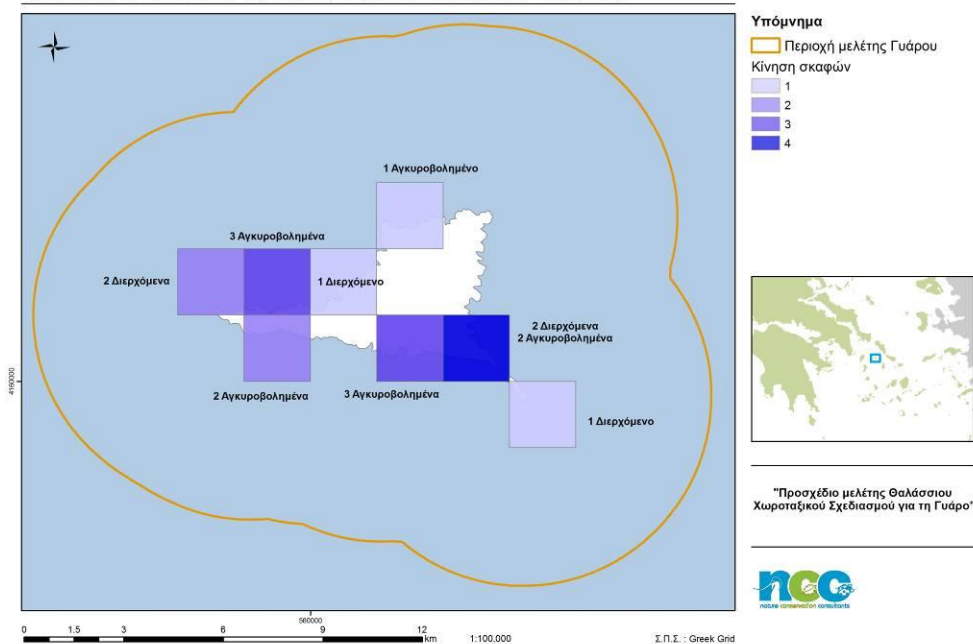 Υπόμνημα
Περιοχή μελέτης Γυάρου
Κίνηση σκαφών
1
2
3
4
1 Αγκυροβολημένο
3 Αγκυροβολημένα
2 Διερχόμενα
1 Διερχόμενο
2 Διερχόμενα
2 Αγκυροβολημένα
2 Αγκυροβολημένα
3 Αγκυροβολημένα
1 Διερχόμενο
4160000
"Προσχέδιο μελέτης Θαλάσσιου
Χωροταξικού Σχεδιασμού για τη Γυάρο"
ncc
nature conservation consultants
560000
0 1.5 3 6 9 12 km
1:100,000
Σ.Π.Σ. : Greek Grid